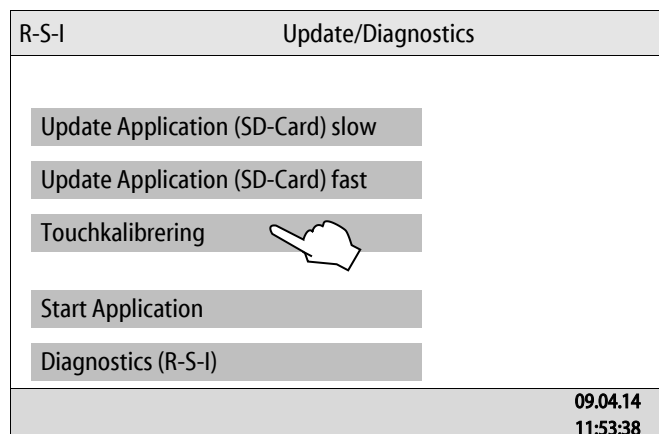 R-S-I Update/Diagnostics
Update Application (SD-Card) slow
Update Application (SD-Card) fast
Touchkalibrering
Start Application
Diagnostics (R-S-I)
09.04.14
11:53:38